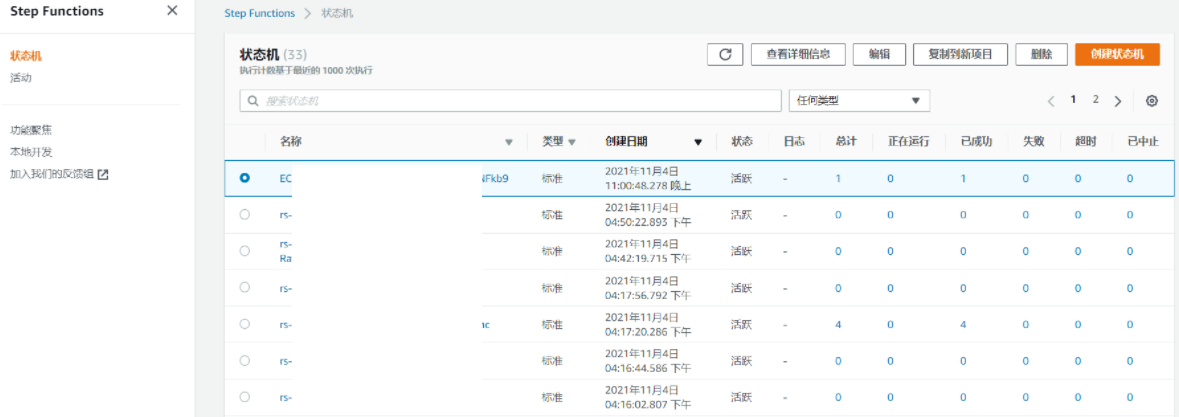 Step Functions
状态机
活动
功能聚焦
本地开发
加入我们的反馈组
Step Functions > 状态机
状态机 (33)
执行计数基于最近的 1000 次执行
查看详细信息 编辑 复制到新项目 删除 创建状态机
搜索状态机 任何类型 1 2
名称 类型 创建日期 状态 日志 总计 正在运行 已成功 失败 超时 已中止
EC Fkb9 标准 2021年11月4日 活跃 - 1 0 1 0 0 0
11:00:48.278 晚上
rs- 标准 2021年11月4日 活跃 - 0 0 0 0 0 0
04:50:22.893 下午
rs- 标准 2021年11月4日 活跃 - 0 0 0 0 0 0
Ra 04:42:19.715 下午
rs- 标准 2021年11月4日 活跃 - 0 0 0 0 0 0
04:17:56.792 下午
rs- 标准 2021年11月4日 活跃 - 4 0 4 0 0 0
04:17:20.286 下午
rs- 标准 2021年11月4日 活跃 - 0 0 0 0 0 0
04:16:44.586 下午
rs- 标准 2021年11月4日 活跃 - 0 0 0 0 0 0
04:16:02.807 下午